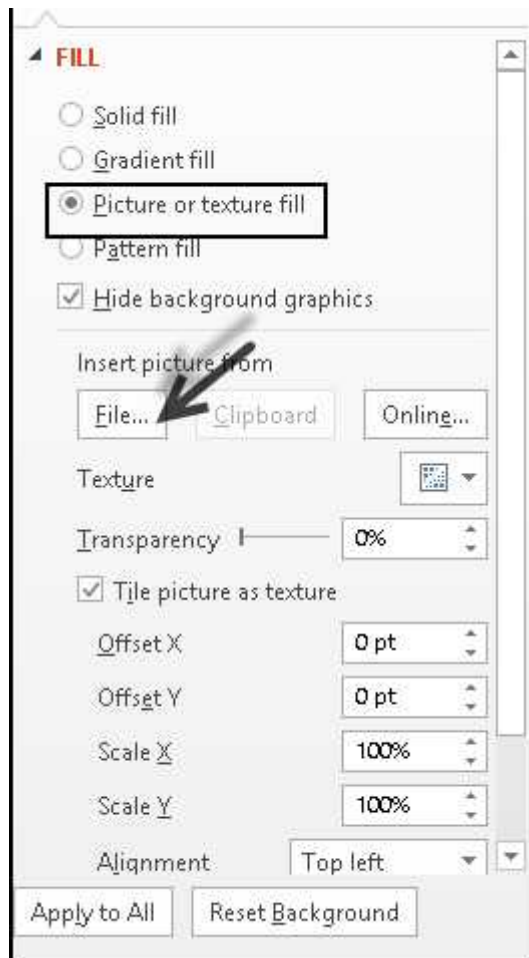 FILL
Solid fill
Gradient fill
Picture or texture fill
Pattern fill
Hide background graphics
Insert picture from
File... Clipboard Online...
Texture
Transparency 0%
Tile picture as texture
Offset X 0 pt
Offset Y 0 pt
Scale X 100%
Scale Y 100%
Alignment Top left
Apply to All Reset Background